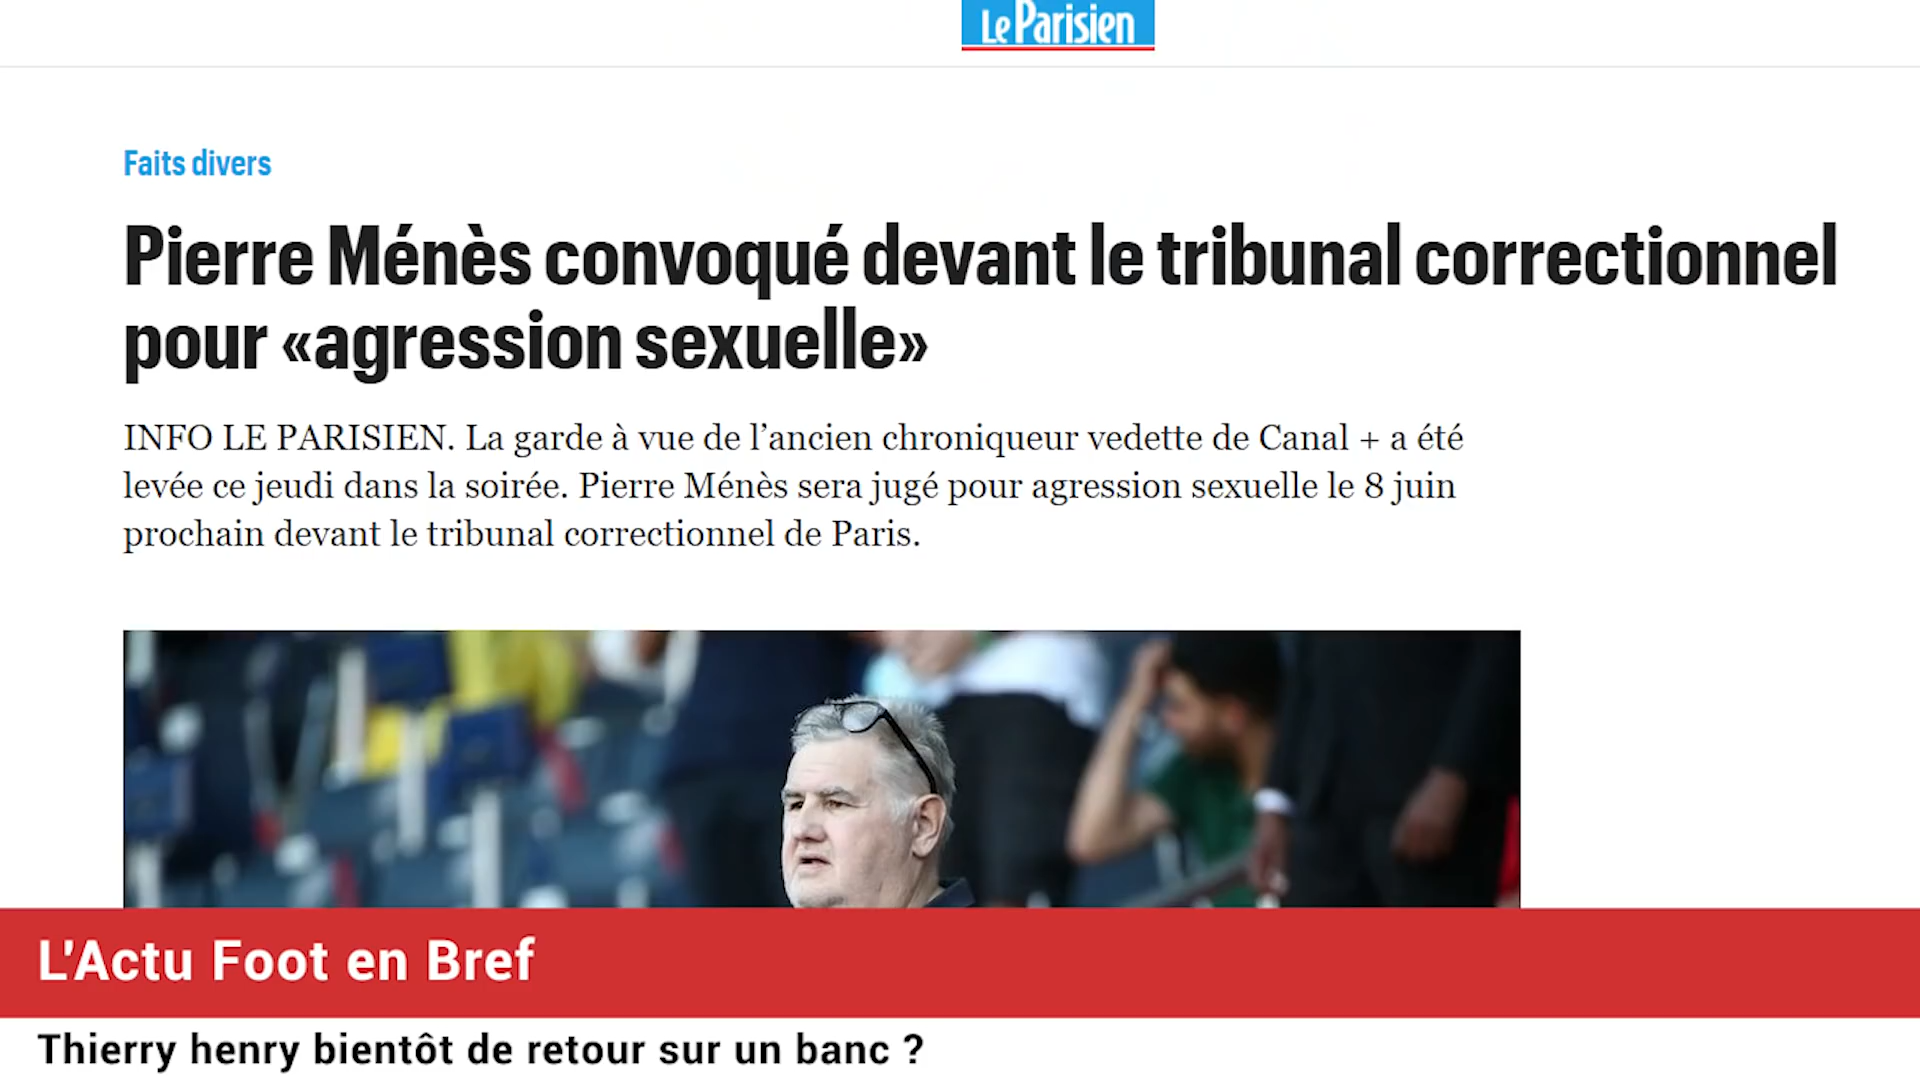 Le Parisien
Faits divers
Pierre Ménès convoqué devant le tribunal correctionnel
pour «agression sexuelle»
INFO LE PARISIEN. La garde à vue de l’ancien chroniqueur vedette de Canal + a été
levée ce jeudi dans la soirée. Pierre Ménès sera jugé pour agression sexuelle le 8 juin
prochain devant le tribunal correctionnel de Paris.
L'Actu Foot en Bref
Thierry henry bientôt de retour sur un banc ?